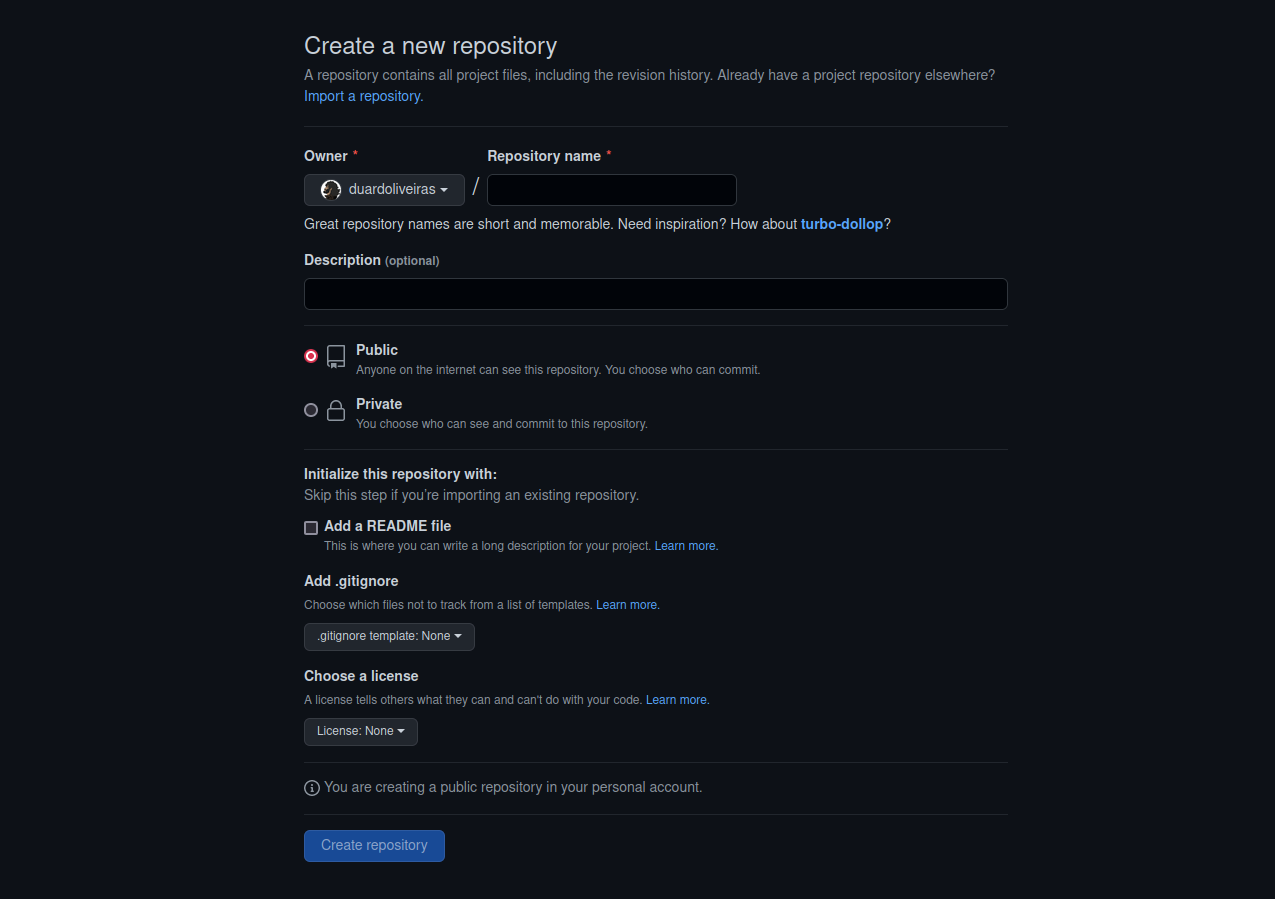 Create a new repository
A repository contains all project files, including the revision history. Already have a project repository elsewhere?
Import a repository.
Owner * Repository name *
duardoliveiras /
Great repository names are short and memorable. Need inspiration? How about turbo-dollop?
Description (optional)
Public
Anyone on the internet can see this repository. You choose who can commit.
Private
You choose who can see and commit to this repository.
Initialize this repository with:
Skip this step if you’re importing an existing repository.
Add a README file
This is where you can write a long description for your project. Learn more.
Add .gitignore
Choose which files not to track from a list of templates. Learn more.
.gitignore template: None
Choose a license
A license tells others what they can and can't do with your code. Learn more.
License: None
You are creating a public repository in your personal account.
Create repository